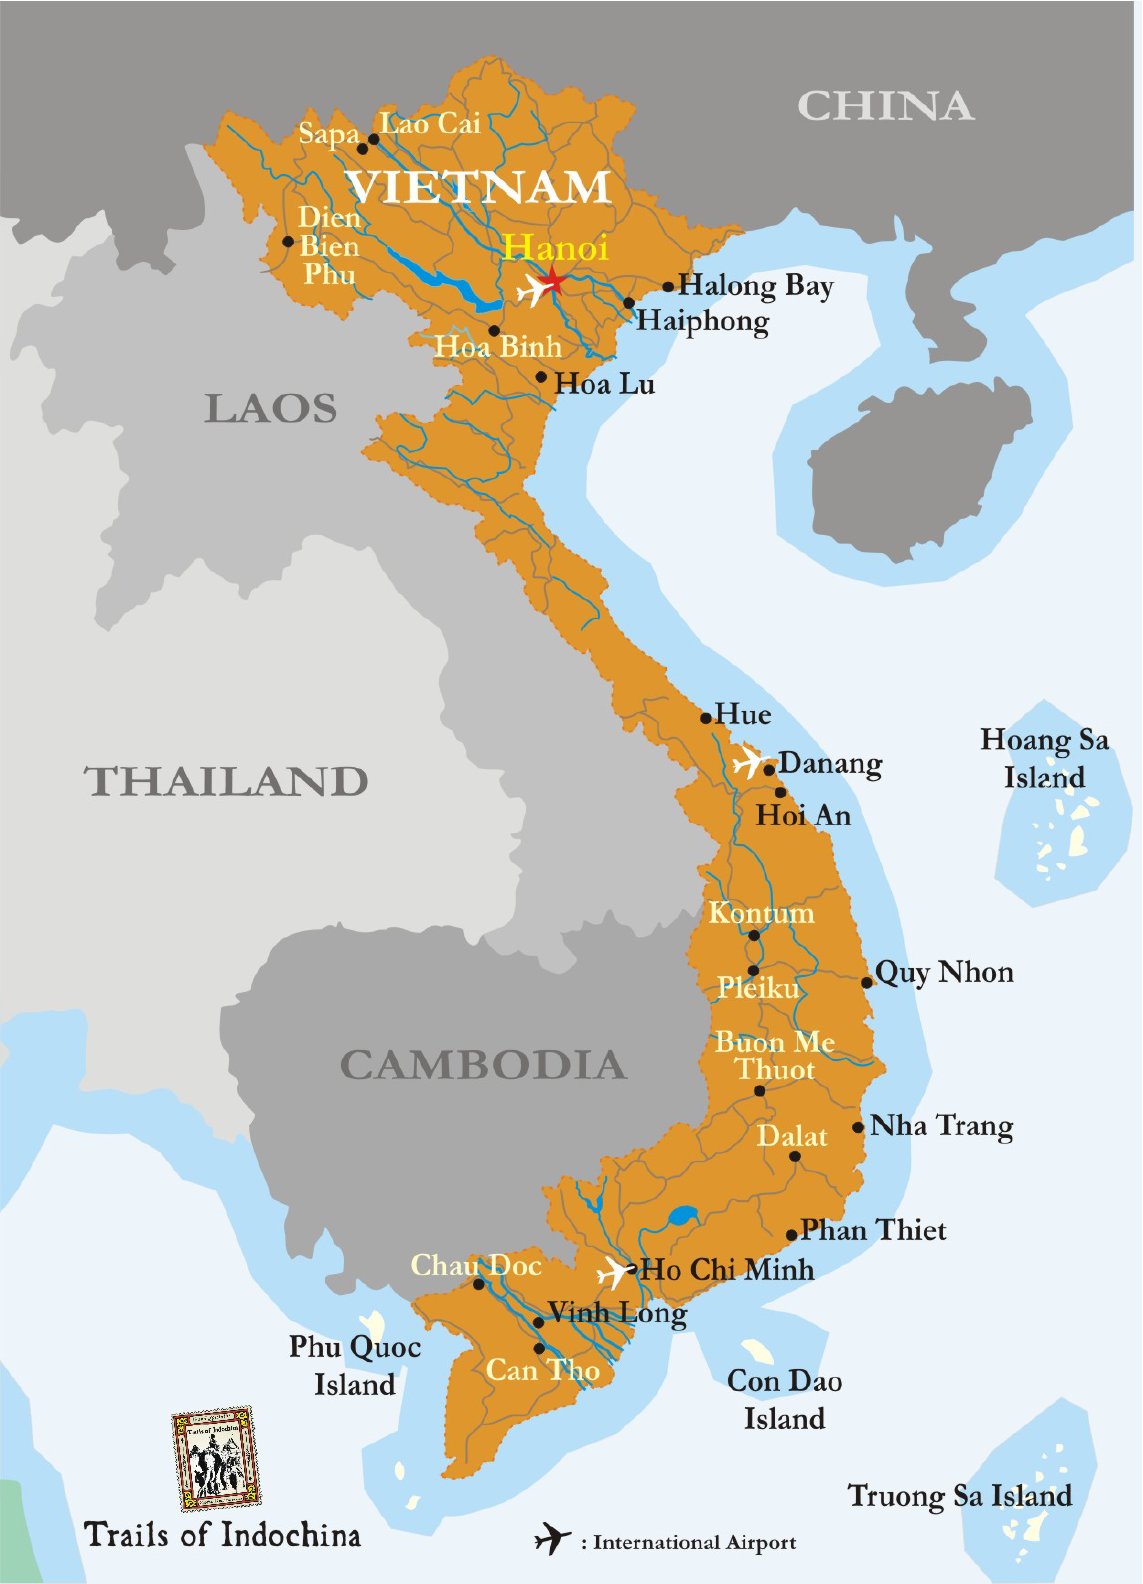 CHINA
Lao Cai
Sapa
VIETNAM
Dien
Bien
Phu
Hanoi
Halong Bay
Haiphong
Hoa Binh
Hoa Lu
LAOS
Hue
Danang
Hoi An
Hoang Sa
Island
THAILAND
Kontum
Pleiku
Quy Nhon
Buon Me
Thuot
CAMBODIA
Nha Trang
Dalat
Phan Thiet
Chau Doc
Ho Chi Minh
Vinh Long
Can Tho
Phu Quoc
Island
Con Dao
Island
Truong Sa Island
Trails of Indochina
Trails of Indochina
: International Airport